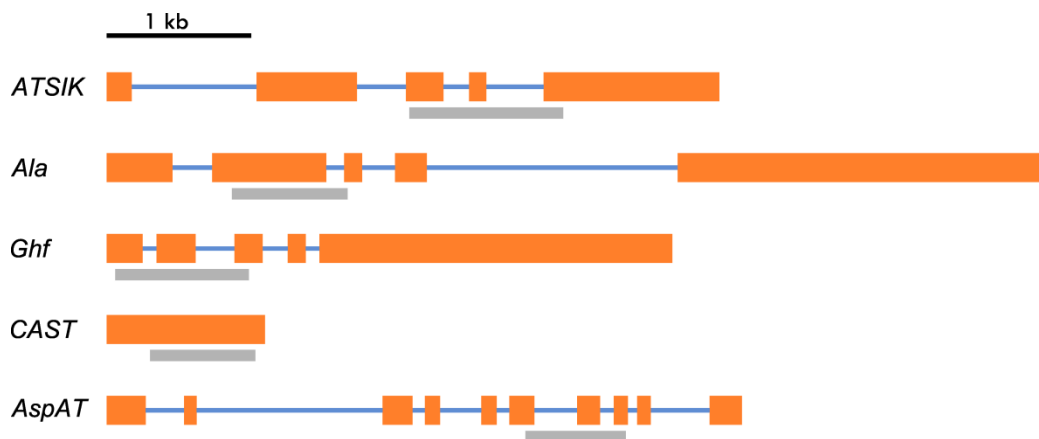 1 kb
ATSIK
Ala
Ghf
CAST
AspAT